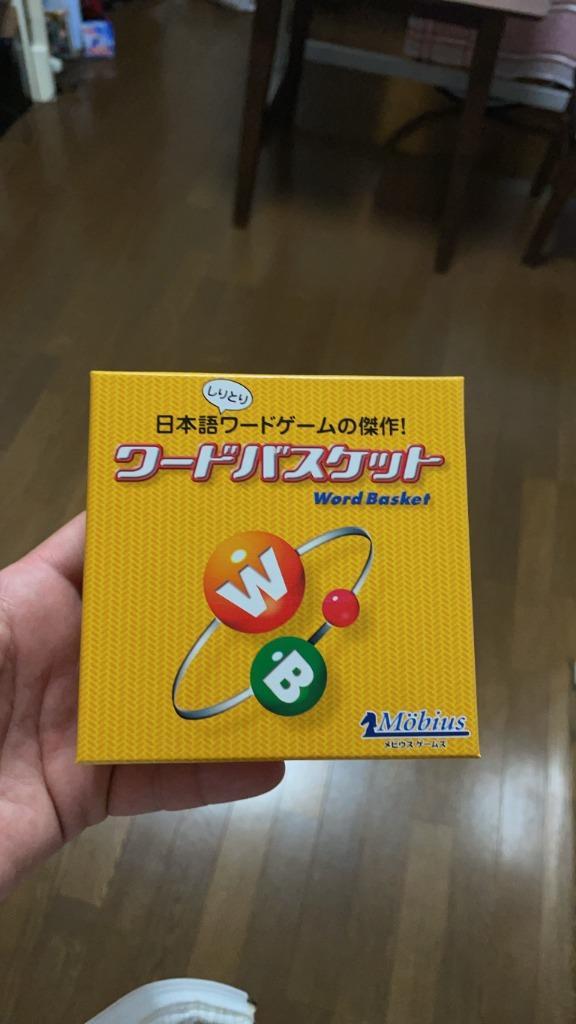 しりとり
日本語ワードゲームの傑作!
ワードバスケット
Word Basket
W
B
Möbius
メビウスゲームズ